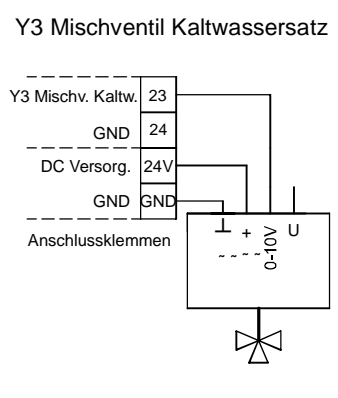 Y3 Mischventil Kaltwassersatz
Y3 Mischv. Kaltw. 23
GND 24
DC Versorg. 24V
GND GND
Anschlussklemmen
⊥ + 0-10V U
~ ~ ~ ~